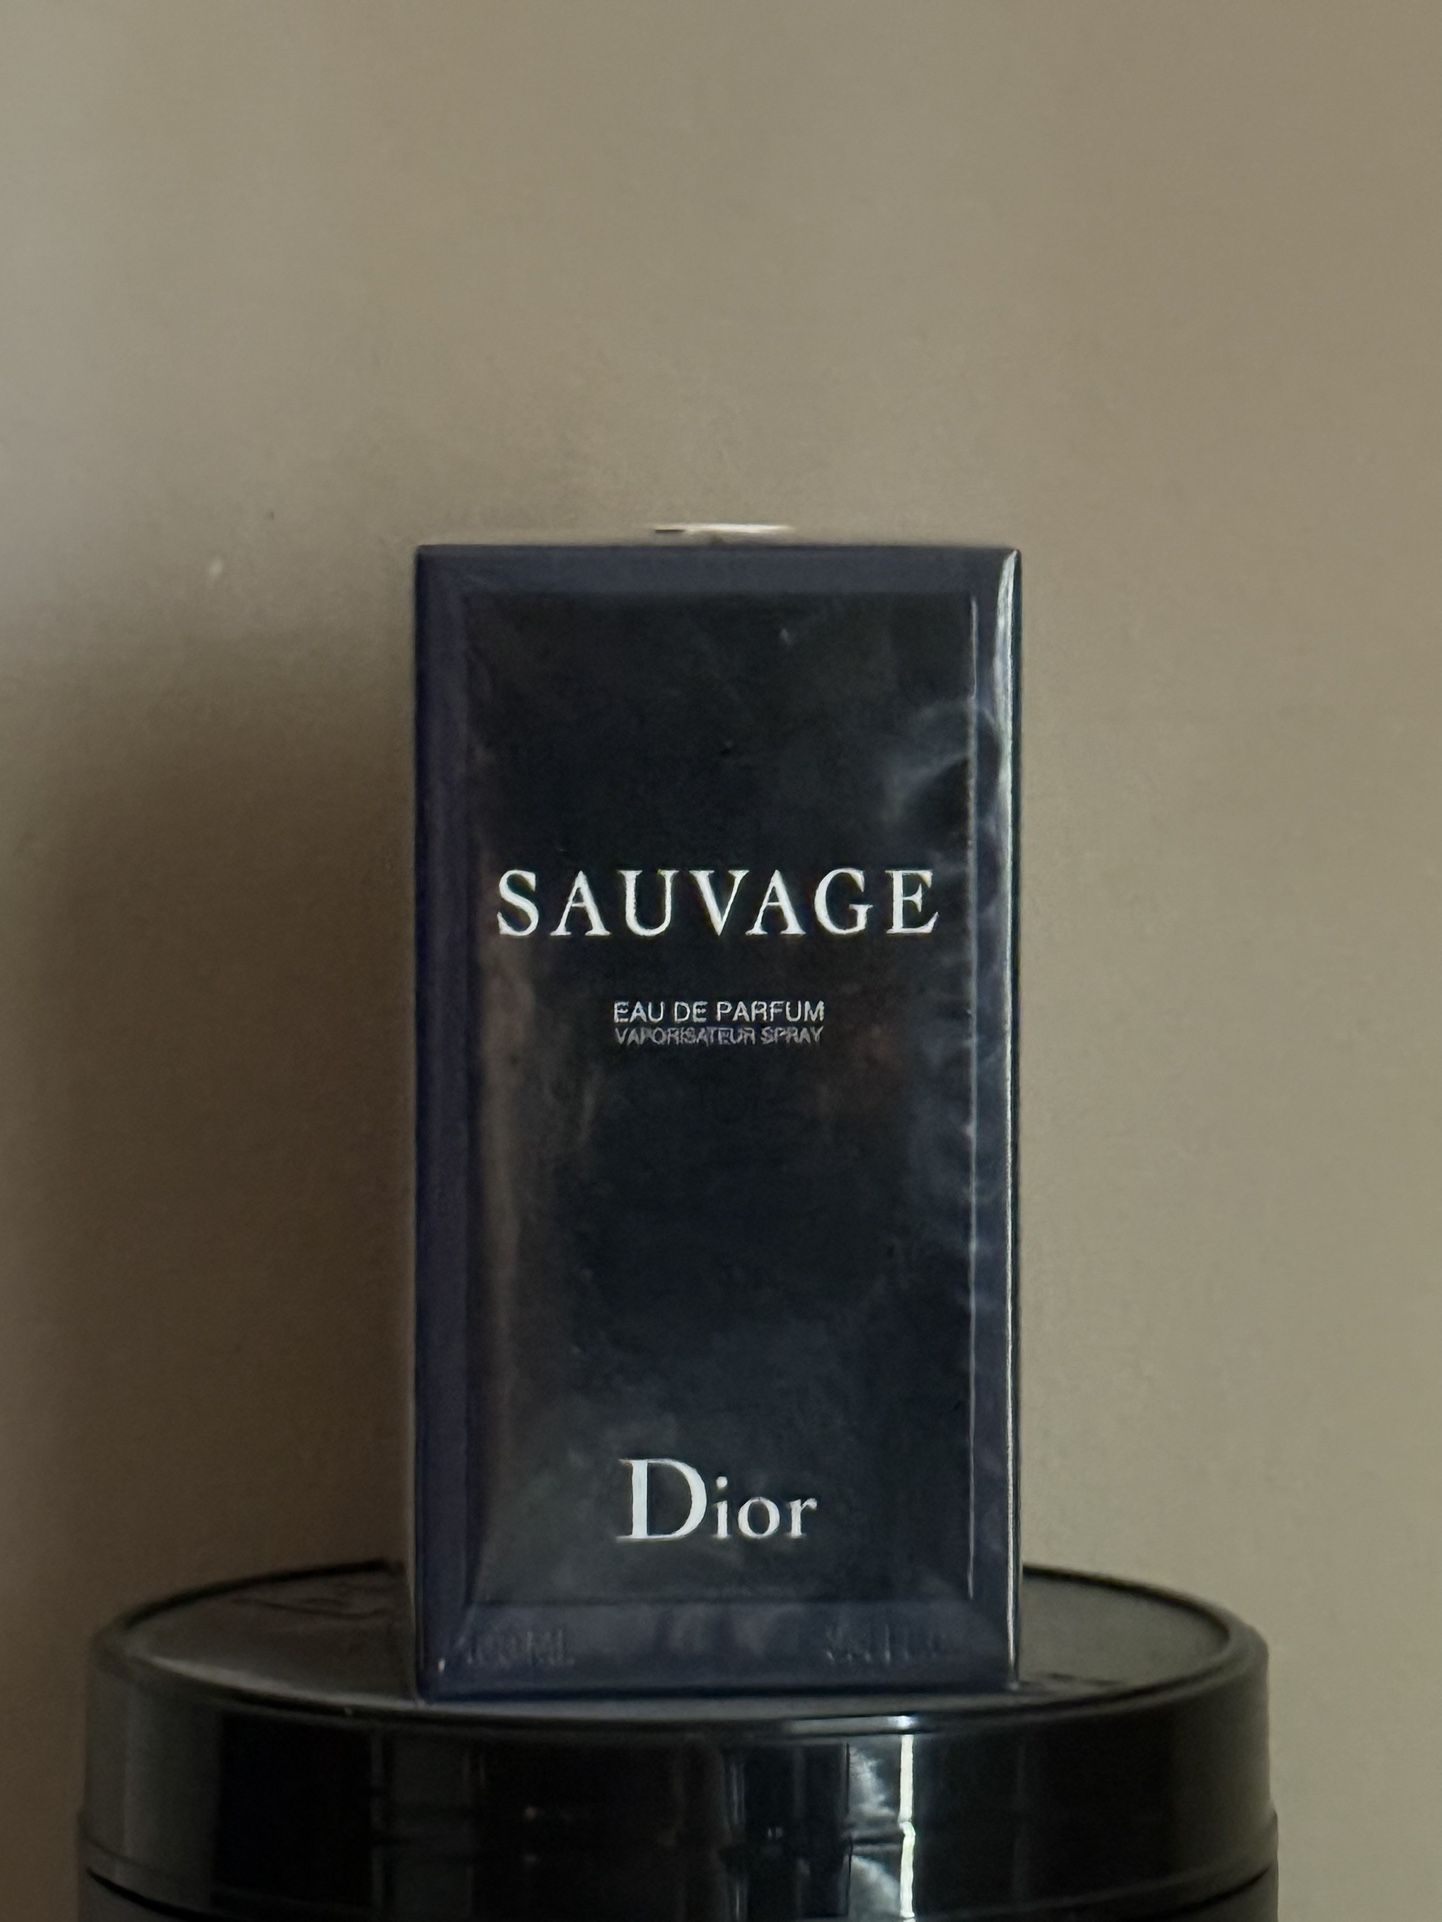 SAUVAGE
EAU DE PARFUM
VAPORISATEUR SPRAY
Dior